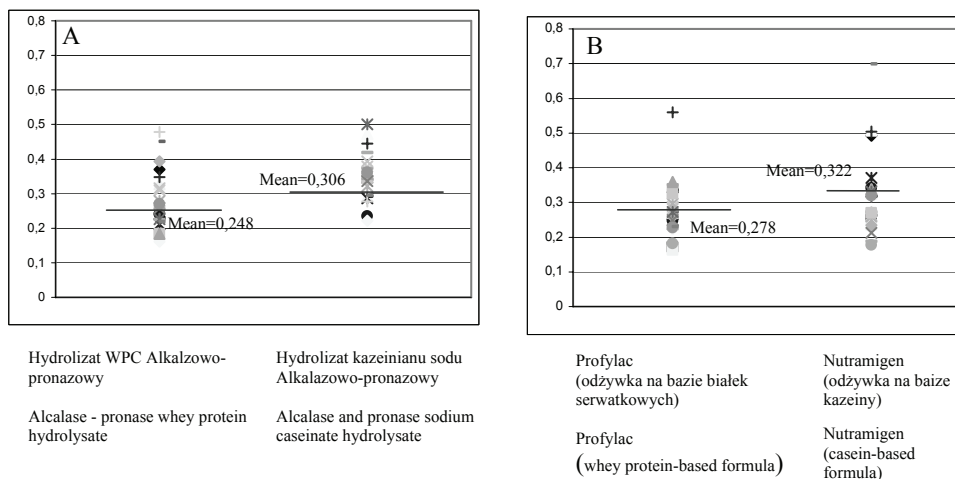 A
0,8
0,7
0,6
0,5
0,4
0,3
0,2
0,1
0
Mean=0,306
Mean=0,248
Hydrolizat WPC Alkalzowo-
pronazowy
Hydrolizat kazeinianu sodu
Alkalazowo-pronazowy
Alcalase - pronase whey protein
hydrolysate
Alcalase and pronase sodium
caseinate hydrolysate
B
0,8
0,7
0,6
0,5
0,4
0,3
0,2
0,1
0
Mean=0,322
Mean=0,278
Profylac
(odżywka na bazie białek
serwatkowych)
Nutramigen
(odżywka na baize
kazeiny)
Profylac
(whey protein-based formula)
Nutramigen
(casein-based
formula)